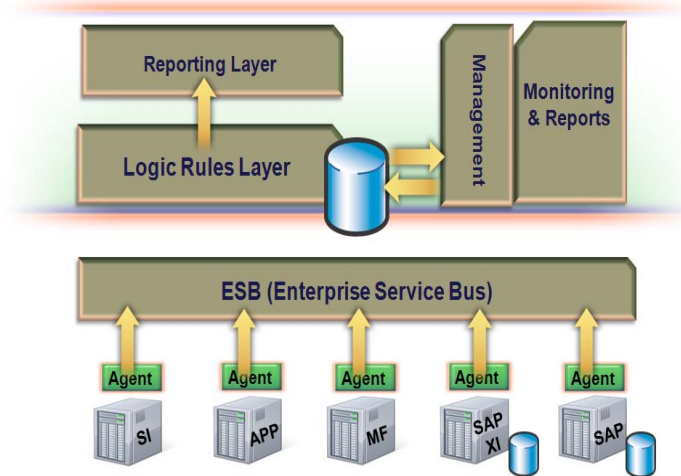 Reporting Layer
Logic Rules Layer
Management
Monitoring
& Reports
ESB (Enterprise Service Bus)
Agent
Agent
Agent
Agent
Agent
SI
APP
MF
SAP
XI
SAP